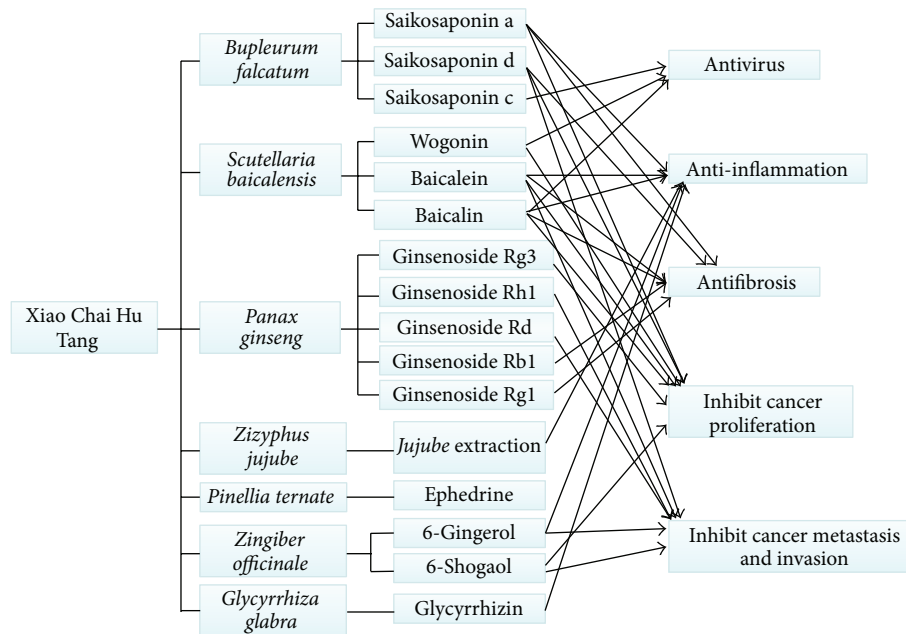 Xiao Chai Hu
Tang
Bupleurum
falcatum
Scutellaria
baicalensis
Panax
ginseng
Zizyphus
jujube
Pinellia ternate
Zingiber
officinale
Glycyrrhiza
glabra
Saikosaponin a
Saikosaponin d
Saikosaponin c
Wogonin
Baicalein
Baicalin
Ginsenoside Rg3
Ginsenoside Rh1
Ginsenoside Rd
Ginsenoside Rb1
Ginsenoside Rg1
Jujube extraction
Ephedrine
6-Gingerol
6-Shogaol
Glycyrrhizin
Antivirus
Anti-inflammation
Antifibrosis
Inhibit cancer
proliferation
Inhibit cancer metastasis
and invasion